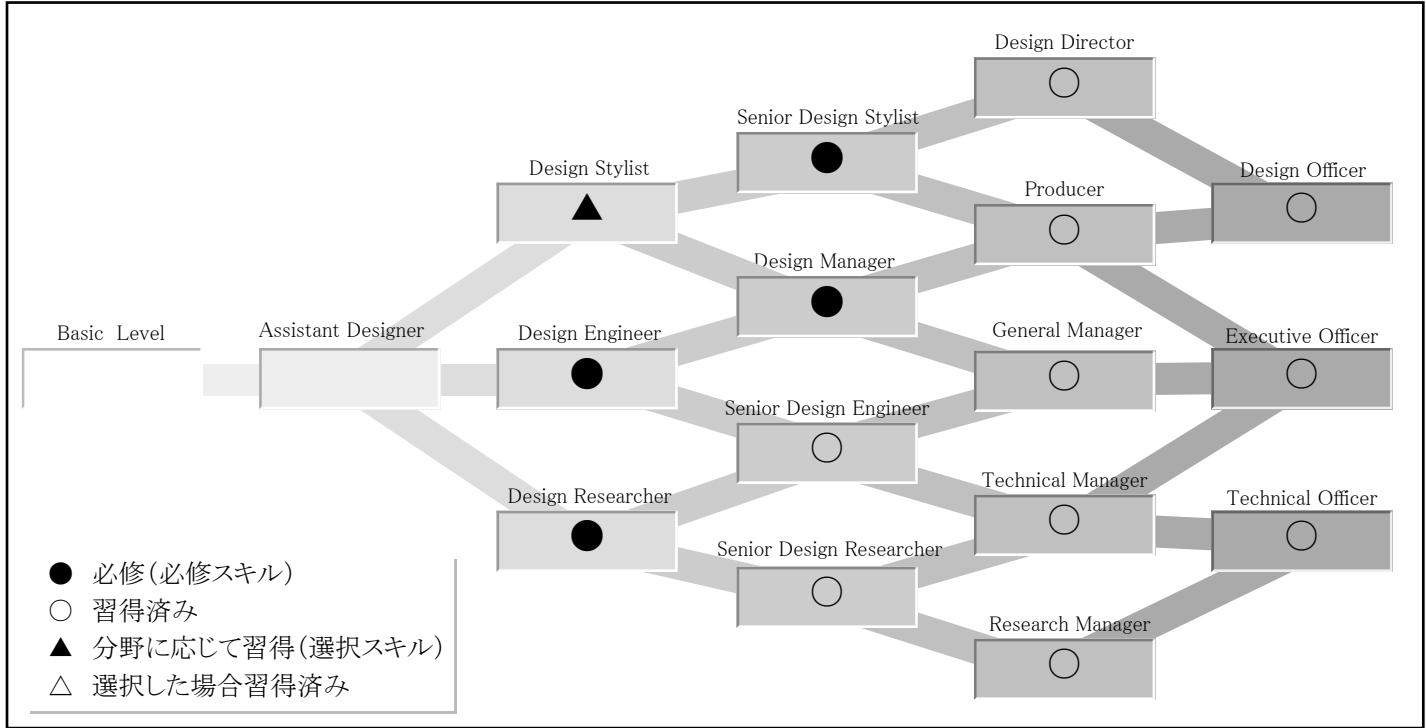 Design Director
Senior Design Stylist
Design Stylist
Producer
Design Officer
Design Manager
Basic Level
Assistant Designer
Design Engineer
General Manager
Executive Officer
Senior Design Engineer
Design Researcher
Technical Manager
Technical Officer
Senior Design Researcher
Research Manager
● 必修(必修スキル)
○ 習得済み
▲ 分野に応じて習得(選択スキル)
△ 選択した場合習得済み